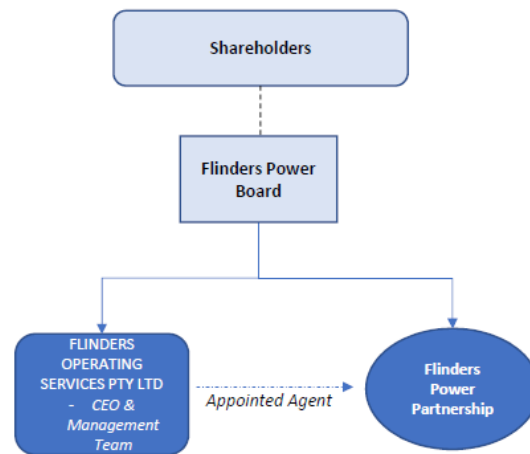 Shareholders
Flinders Power
Board
FLINDERS
OPERATING
SERVICES PTY LTD
- CEO &
Management
Team
Appointed Agent
Flinders
Power
Partnership